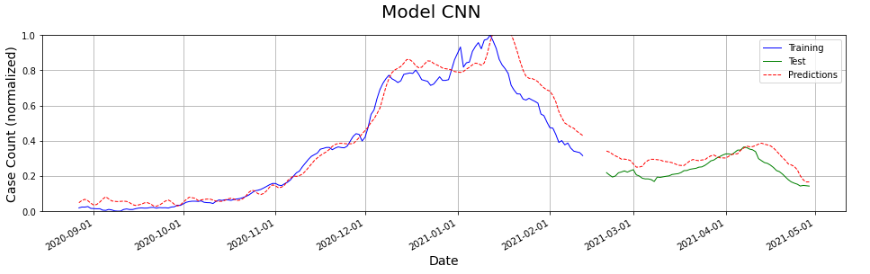 Model CNN
Case Count (normalized)
1.0
0.8
0.6
0.4
0.2
0.0
Training
Test
Predictions
2020-09-01
2020-10-01
2020-11-01
2020-12-01
2021-01-01
2021-02-01
2021-03-01
2021-04-01
2021-05-01
Date